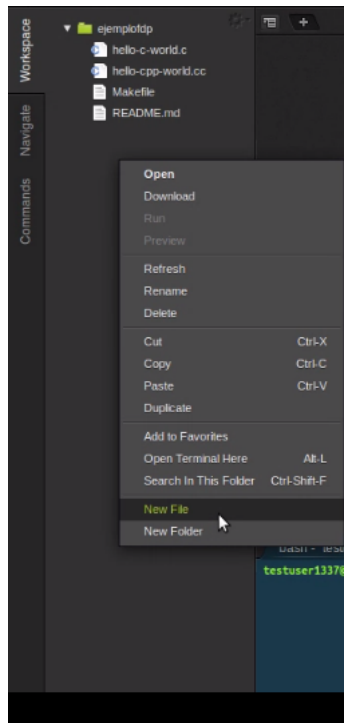 Workspace
Navigate
Commands
ejemplofdp
hello-c-world.c
hello-cpp-world.cc
Makefile
README.md
Open
Download
Run
Preview
Refresh
Rename
Delete
Cut Ctrl-X
Copy Ctrl-C
Paste Ctrl-V
Duplicate
Add to Favorites
Open Terminal Here Alt-L
Search In This Folder Ctrl-Shift-F
New File
New Folder
bash -
testuser1337@